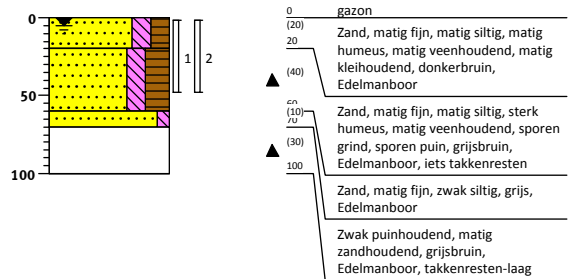 0
50
100
1
2
0
gazon
(20)
20
(40)
60
(10)
70
(30)
100
Zand, matig fijn, matig siltig, matig
humeus, matig veenhoudend, matig
kleihoudend, donkerbruin,
Edelmanboor
Zand, matig fijn, matig siltig, sterk
humeus, matig veenhoudend, sporen
grind, sporen puin, grijsbruin,
Edelmanboor, iets takkenresten
Zand, matig fijn, zwak siltig, grijs,
Edelmanboor
Zwak puinhoudend, matig
zandhoudend, grijsbruin,
Edelmanboor, takkenresten-laag